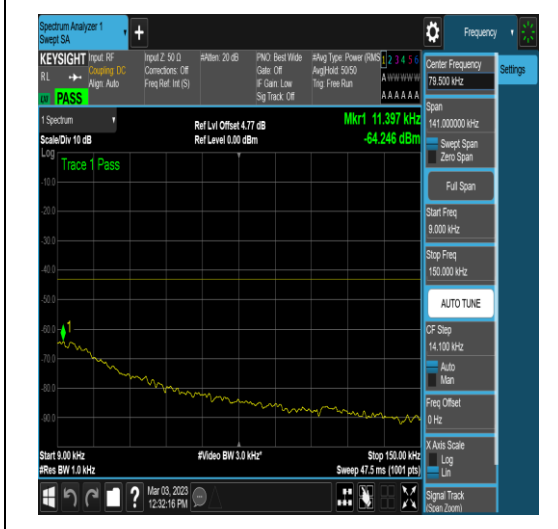 Spectrum Analyzer 1
Swept SA
+
Frequency
KEYSIGHT
Input: RF
Coupling: DC
Align: Auto
Input Z: 50 Ω
Corrections: Off
Freq Ref: Int (S)
#Atten: 20 dB
PNO: Best Wide
Gate: Off
IF Gain: Low
Sig Track: Off
#Avg Type: Power (RMS
Avg|Hold: 50/50
Trig: Free Run
1 2 3 4 5 6
A W W W W W
A A A A A A
RL
PASS
Center Frequency
79.500 kHz
Settings
Span
141.000000 kHz
Swept Span
Zero Span
Full Span
Start Freq
9.000 kHz
Stop Freq
150.000 kHz
AUTO TUNE
CF Step
14.100 kHz
Auto
Man
Freq Offset
0 Hz
X Axis Scale
Log
Lin
Signal Track
(Span Zoom)
1 Spectrum
Scale/Div 10 dB
Ref Lvl Offset 4.77 dB
Ref Level 0.00 dBm
Mkr1 11.397 kHz
-64.246 dBm
Log
Trace 1 Pass
-10.0
-20.0
-30.0
-40.0
-50.0
-60.0
-70.0
-80.0
-90.0
1
Start 9.00 kHz
#Res BW 1.0 kHz
#Video BW 3.0 kHz*
Stop 150.00 kHz
Sweep 47.5 ms (1001 pts)
?
Mar 03, 2023
12:32:16 PM